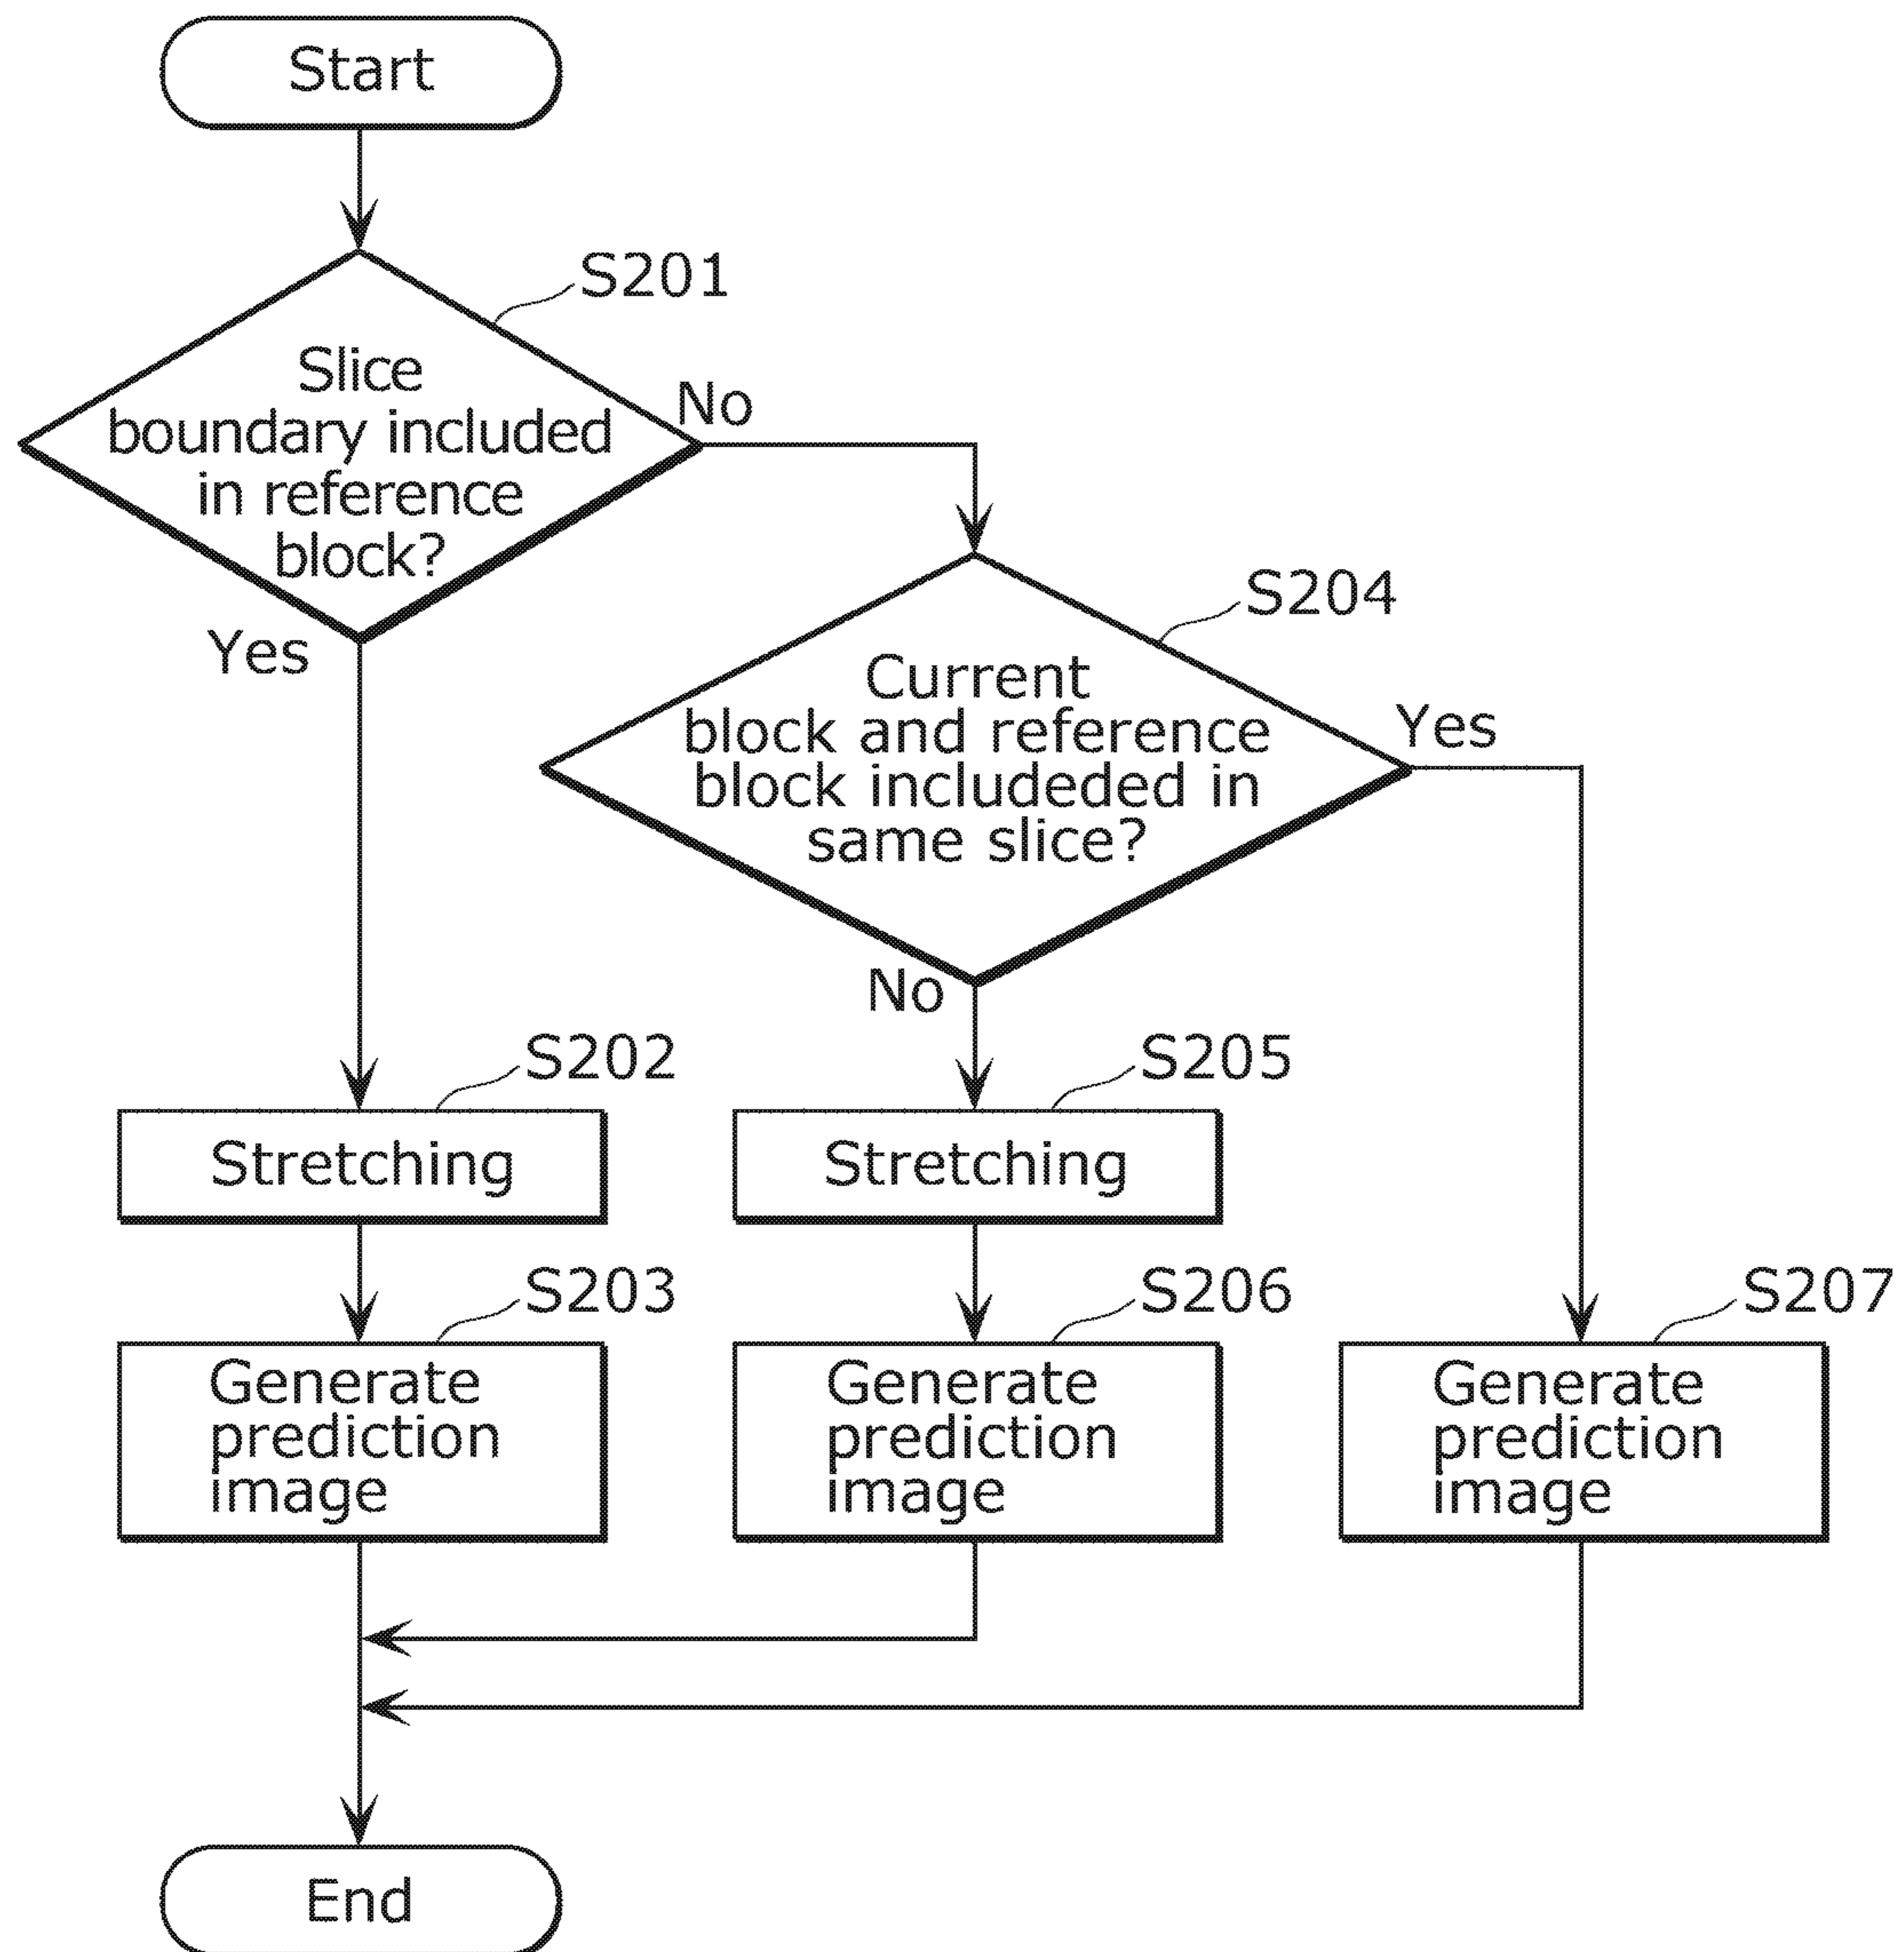 Start
S201
Slice
boundary included
in reference
block?
No
Yes
S204
Current
block and reference
block includeded in
same slice?
Yes
No
S202
Stretching
S205
Stretching
S203
Generate
prediction
image
S206
Generate
prediction
image
S207
Generate
prediction
image
End